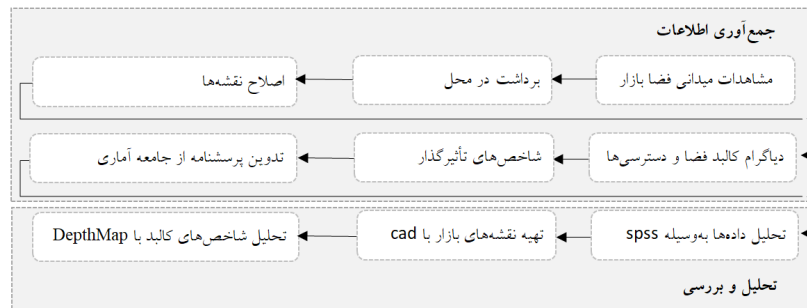 جمع‌آوری اطلاعات
مشاهدات میدانی فضا بازار
برداشت در محل
اصلاح نقشه‌ها
دیاگرام کالبد فضا و دسترسی‌ها
شاخص‌های تأثیرگذار
تدوین پرسشنامه از جامعه آماری
تحلیل داده‌ها به‌وسیله spss
تهیه نقشه‌های بازار با cad
تحلیل شاخص‌های کالبد با DepthMap
تحلیل و بررسی